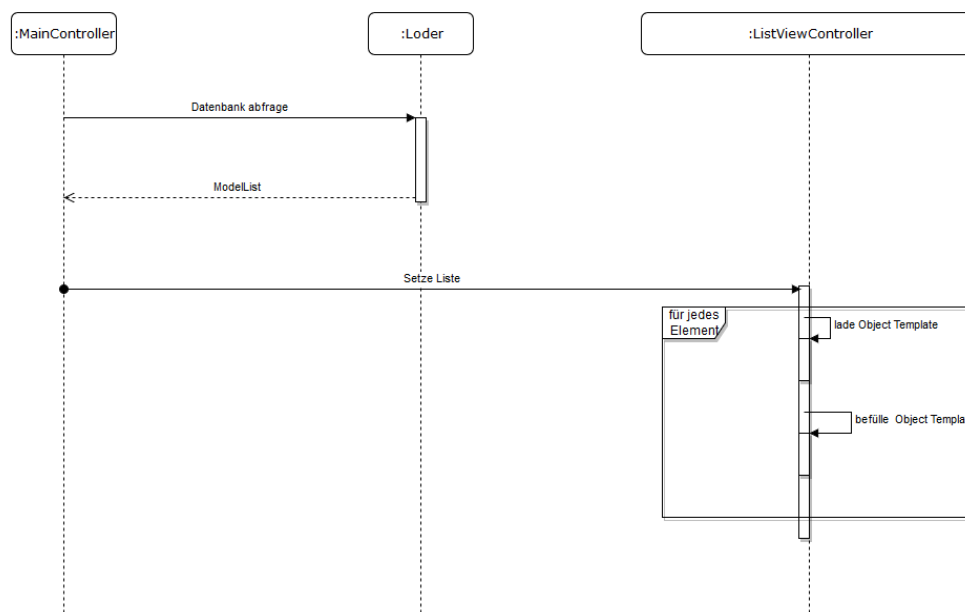 :MainController
:Loder
:ListViewController
Datenbank abfrage
ModelList
Setze Liste
für jedes
Element
lade Object Template
befülle Object Templa